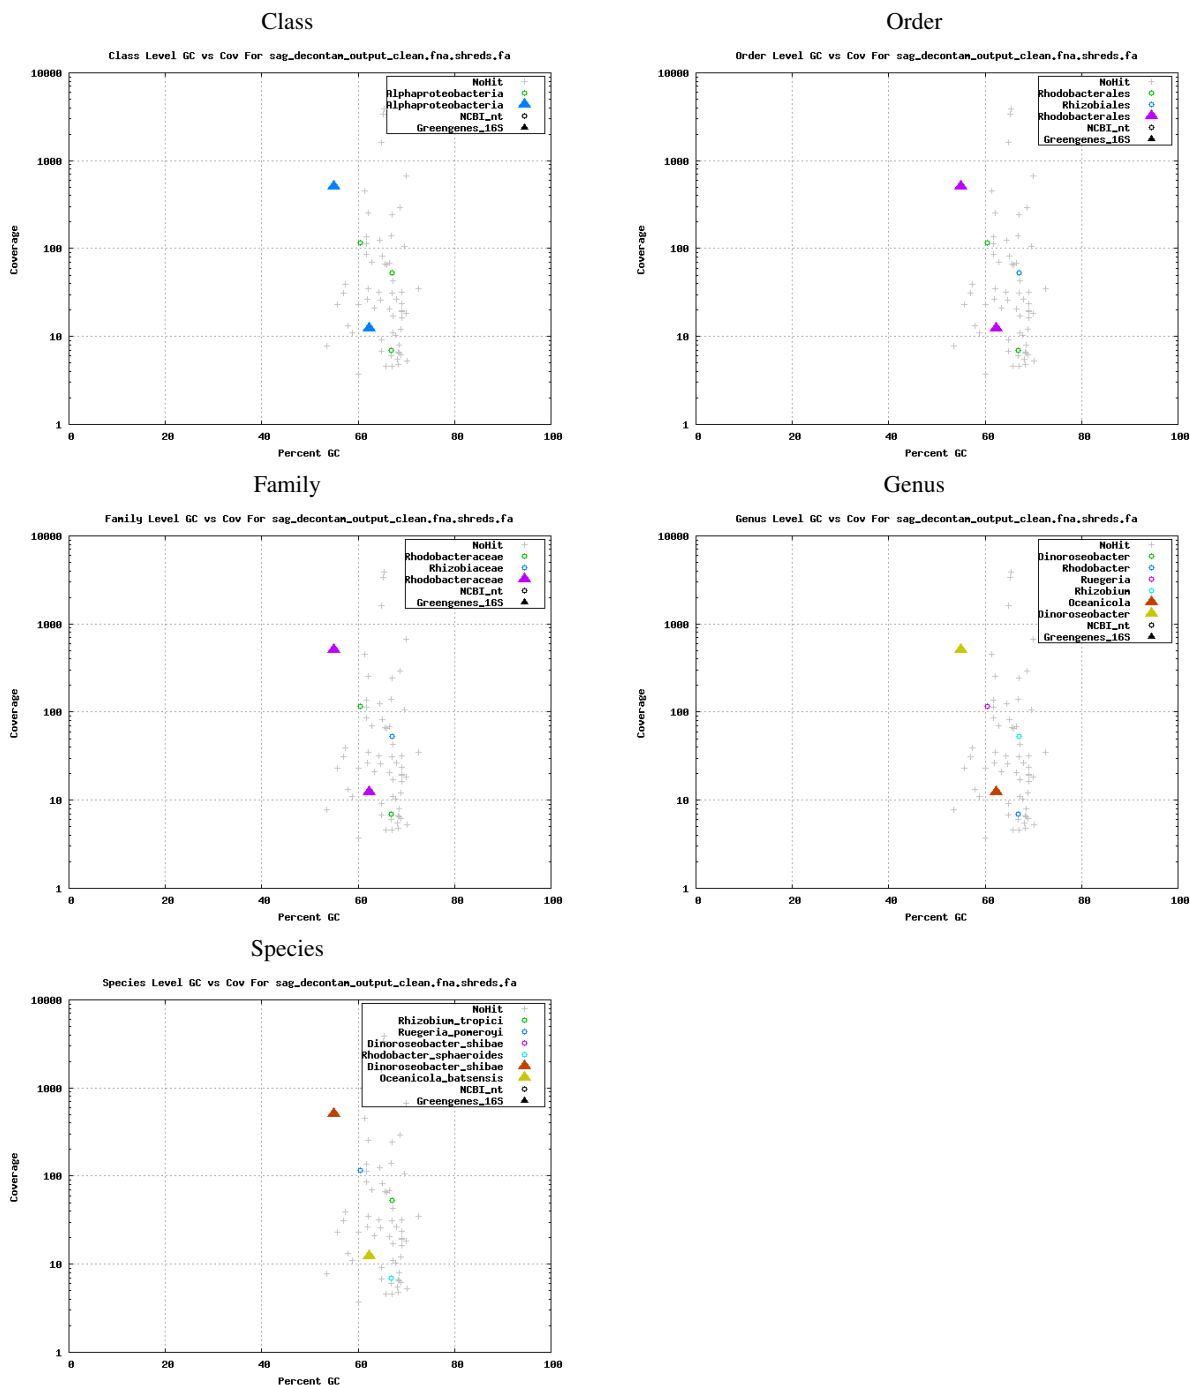 Class
Class Level GC vs Cov For sag_decontam_output_clean.fna.shreds.fa
10000
1000
100
10
1
Coverage
NoHit
Alphaproteobacteria
Alphaproteobacteria
NCBI_nt
Greengenes_16S
0 20 40 60 80 100
Percent GC
Order
Order Level GC vs Cov For sag_decontam_output_clean.fna.shreds.fa
10000
1000
100
10
1
Coverage
NoHit
Rhodobacterales
Rhizobiales
Rhodobacterales
NCBI_nt
Greengenes_16S
0 20 40 60 80 100
Percent GC
Family
Family Level GC vs Cov For sag_decontam_output_clean.fna.shreds.fa
10000
1000
100
10
1
Coverage
NoHit
Rhodobacteraceae
Rhizobiaceae
Rhodobacteraceae
NCBI_nt
Greengenes_16S
0 20 40 60 80 100
Percent GC
Genus
Genus Level GC vs Cov For sag_decontam_output_clean.fna.shreds.fa
10000
1000
100
10
1
Coverage
NoHit
Dinoroseobacter
Rhodobacter
Ruegeria
Rhizobium
Oceanicola
Dinoroseobacter
NCBI_nt
Greengenes_16S
0 20 40 60 80 100
Percent GC
Species
Species Level GC vs Cov For sag_decontam_output_clean.fna.shreds.fa
10000
1000
100
10
1
Coverage
NoHit
Rhizobium_tropici
Ruegeria_pomeroyi
Dinoroseobacter_shibae
Rhodobacter_sphaeroides
Dinoroseobacter_shibae
Oceanicola_batsensis
NCBI_nt
Greengenes_16S
0 20 40 60 80 100
Percent GC